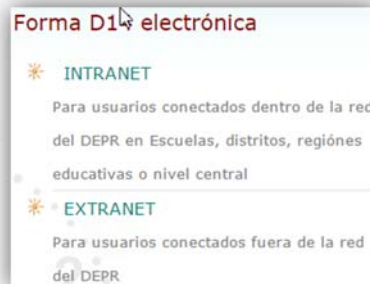 Forma D1 electrónica
INTRANET
Para usuarios conectados dentro de la red
del DEPR en Escuelas, distritos, regiónes
educativas o nivel central
EXTRANET
Para usuarios conectados fuera de la red
del DEPR